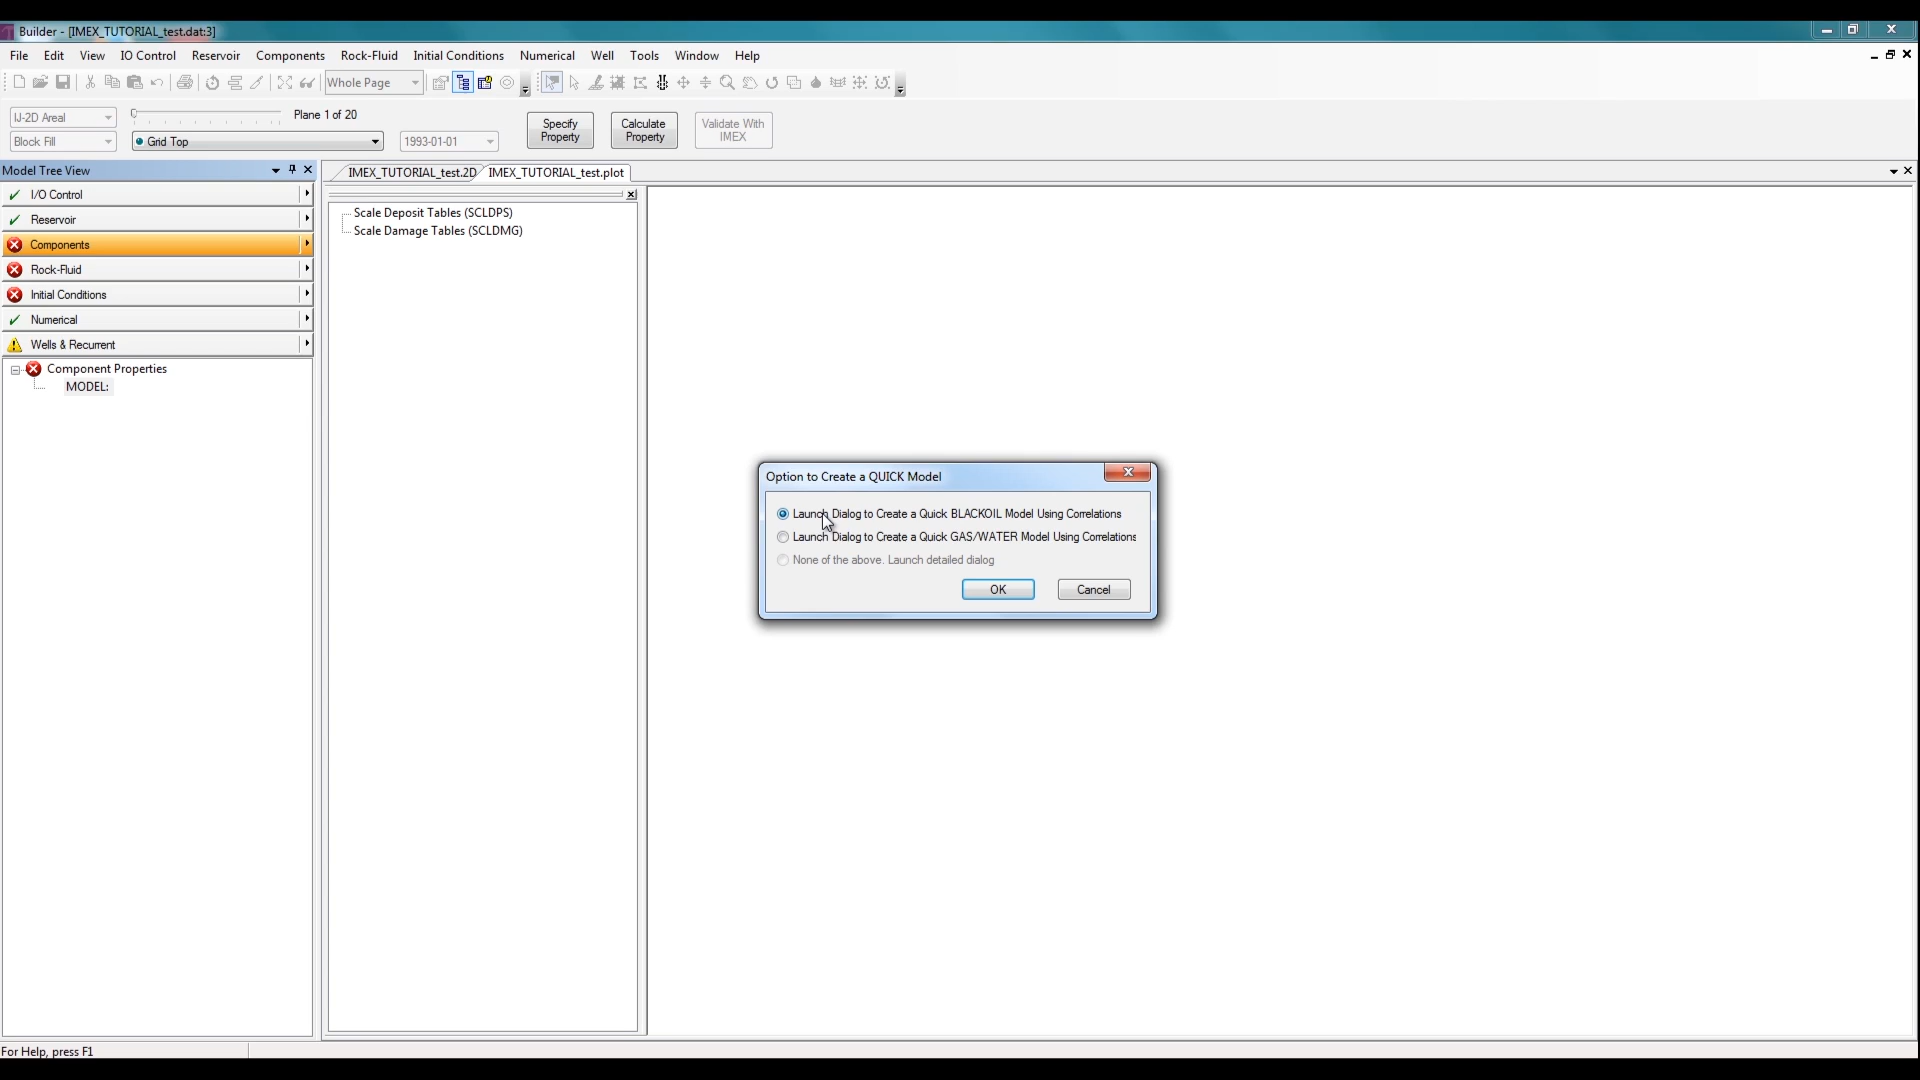 Builder - [IMEX_TUTORIAL_test.dat:3]
File Edit View IO Control Reservoir Components Rock-Fluid Initial Conditions Numerical Well Tools Window Help
Whole Page
IJ-2D Areal
Plane 1 of 20
Block Fill
Grid Top
1993-01-01
Specify Property
Calculate Property
Validate With IMEX
Model Tree View
I/O Control
Reservoir
Components
Rock-Fluid
Initial Conditions
Numerical
Wells & Recurrent
Component Properties
MODEL:
IMEX_TUTORIAL_test.2D
IMEX_TUTORIAL_test.plot
Scale Deposit Tables (SCLDPS)
Scale Damage Tables (SCLDMG)
Option to Create a QUICK Model
Launch Dialog to Create a Quick BLACKOIL Model Using Correlations
Launch Dialog to Create a Quick GAS/WATER Model Using Correlations
None of the above. Launch detailed dialog
OK
Cancel
For Help, press F1